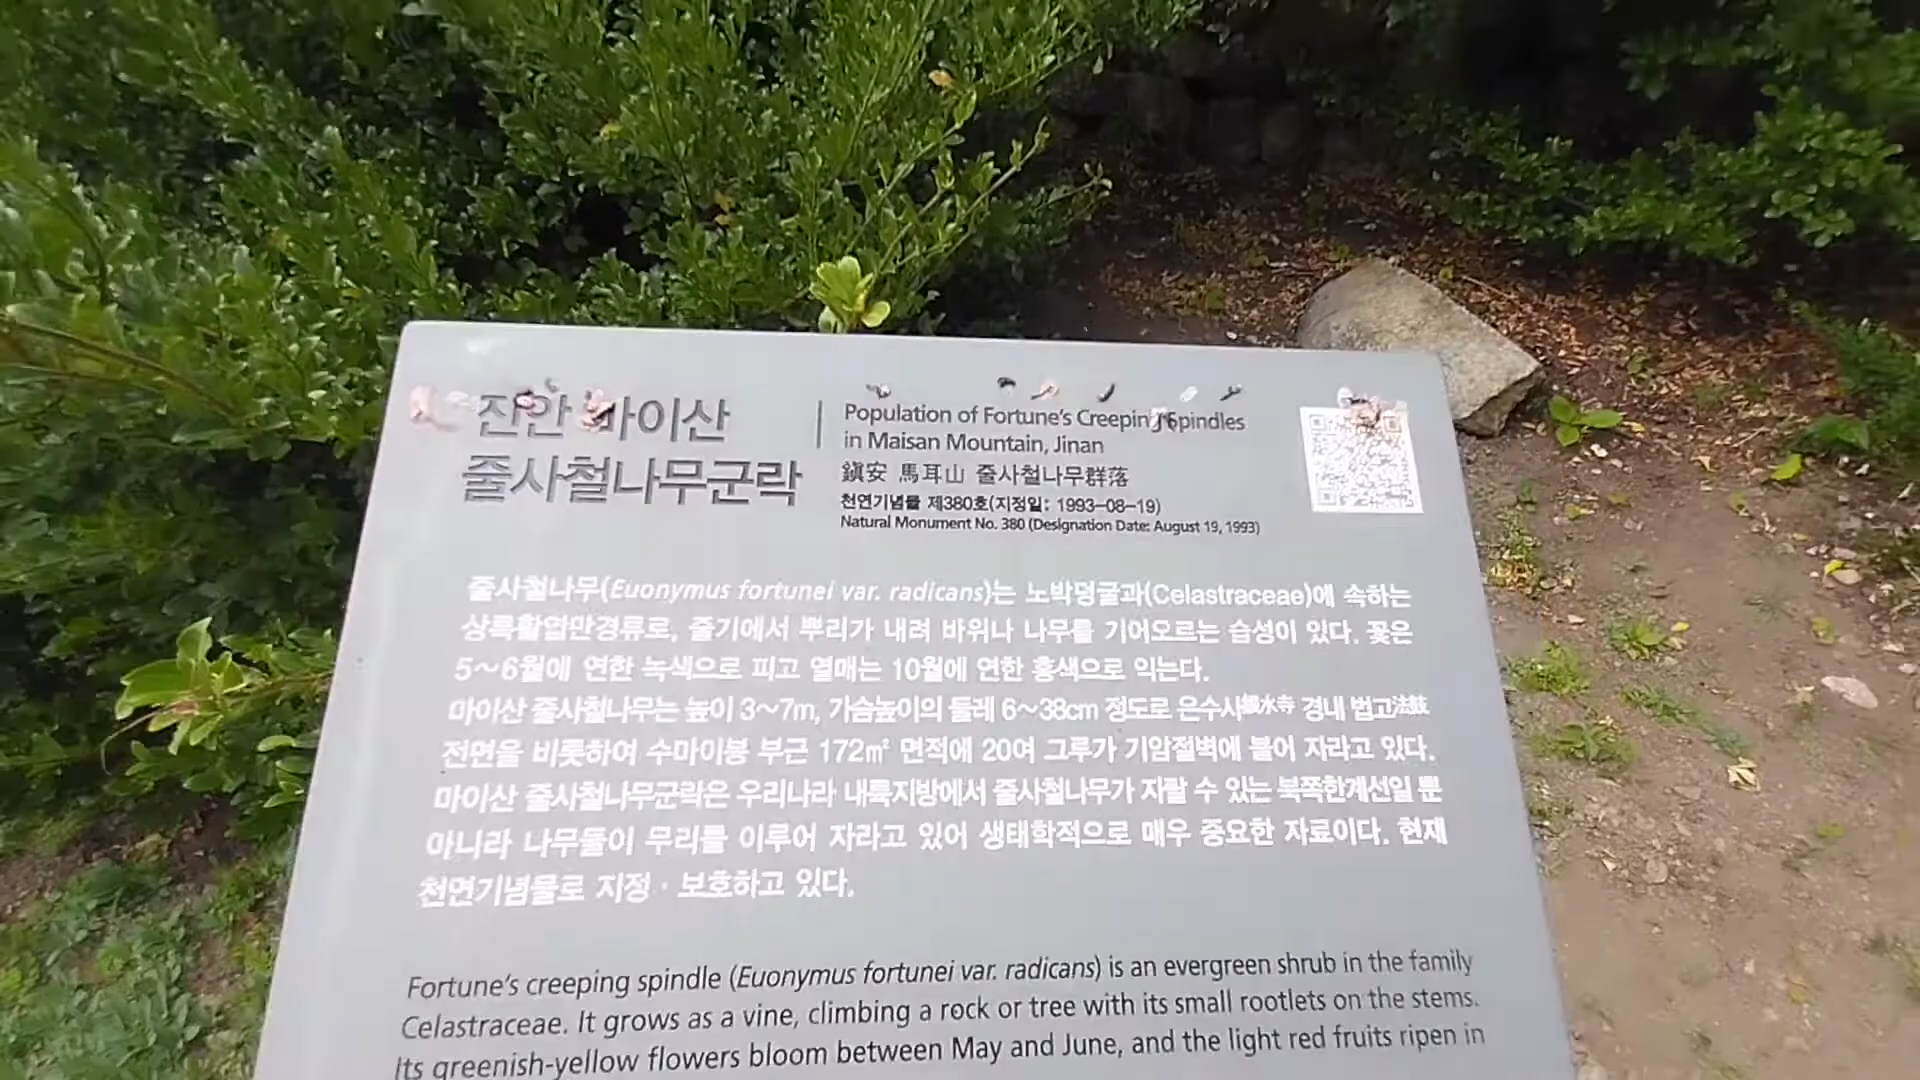 진안 마이산
줄사철나무군락
Population of Fortune's Creeping Spindles
in Maisan Mountain, Jinan
鎭安 馬耳山 줄사철나무群落
천연기념물 제380호(지정일: 1993-08-19)
Natural Monument No. 380 (Designation Date: August 19, 1993)
줄사철나무(Euonymus fortunei var. radicans)는 노박덩굴과(Celastraceae)에 속하는
상록활엽만경류로, 줄기에서 뿌리가 내려 바위나 나무를 기어오르는 습성이 있다. 꽃은
5~6월에 연한 녹색으로 피고 열매는 10월에 연한 홍색으로 익는다.
마이산 줄사철나무는 높이 3~7m, 가슴높이의 둘레 6~38cm 정도로 은수사銀水寺 경내 법고法鼓
전면을 비롯하여 수마이봉 부근 172㎡ 면적에 20여 그루가 기암절벽에 붙어 자라고 있다.
마이산 줄사철나무군락은 우리나라 내륙지방에서 줄사철나무가 자랄 수 있는 북쪽한계선일 뿐
아니라 나무들이 무리를 이루어 자라고 있어 생태학적으로 매우 중요한 자료이다. 현재
천연기념물로 지정·보호하고 있다.
Fortune's creeping spindle (Euonymus fortunei var. radicans) is an evergreen shrub in the family
Celastraceae. It grows as a vine, climbing a rock or tree with its small rootlets on the stems.
Its greenish-yellow flowers bloom between May and June, and the light red fruits ripen in